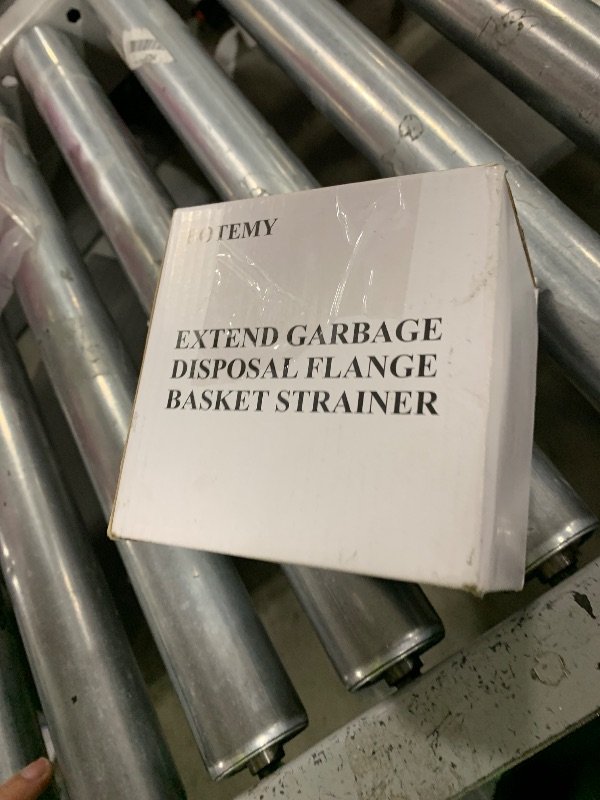 EXTEND GARBAGE
DISPOSAL FLANGE
BASKET STRAINER